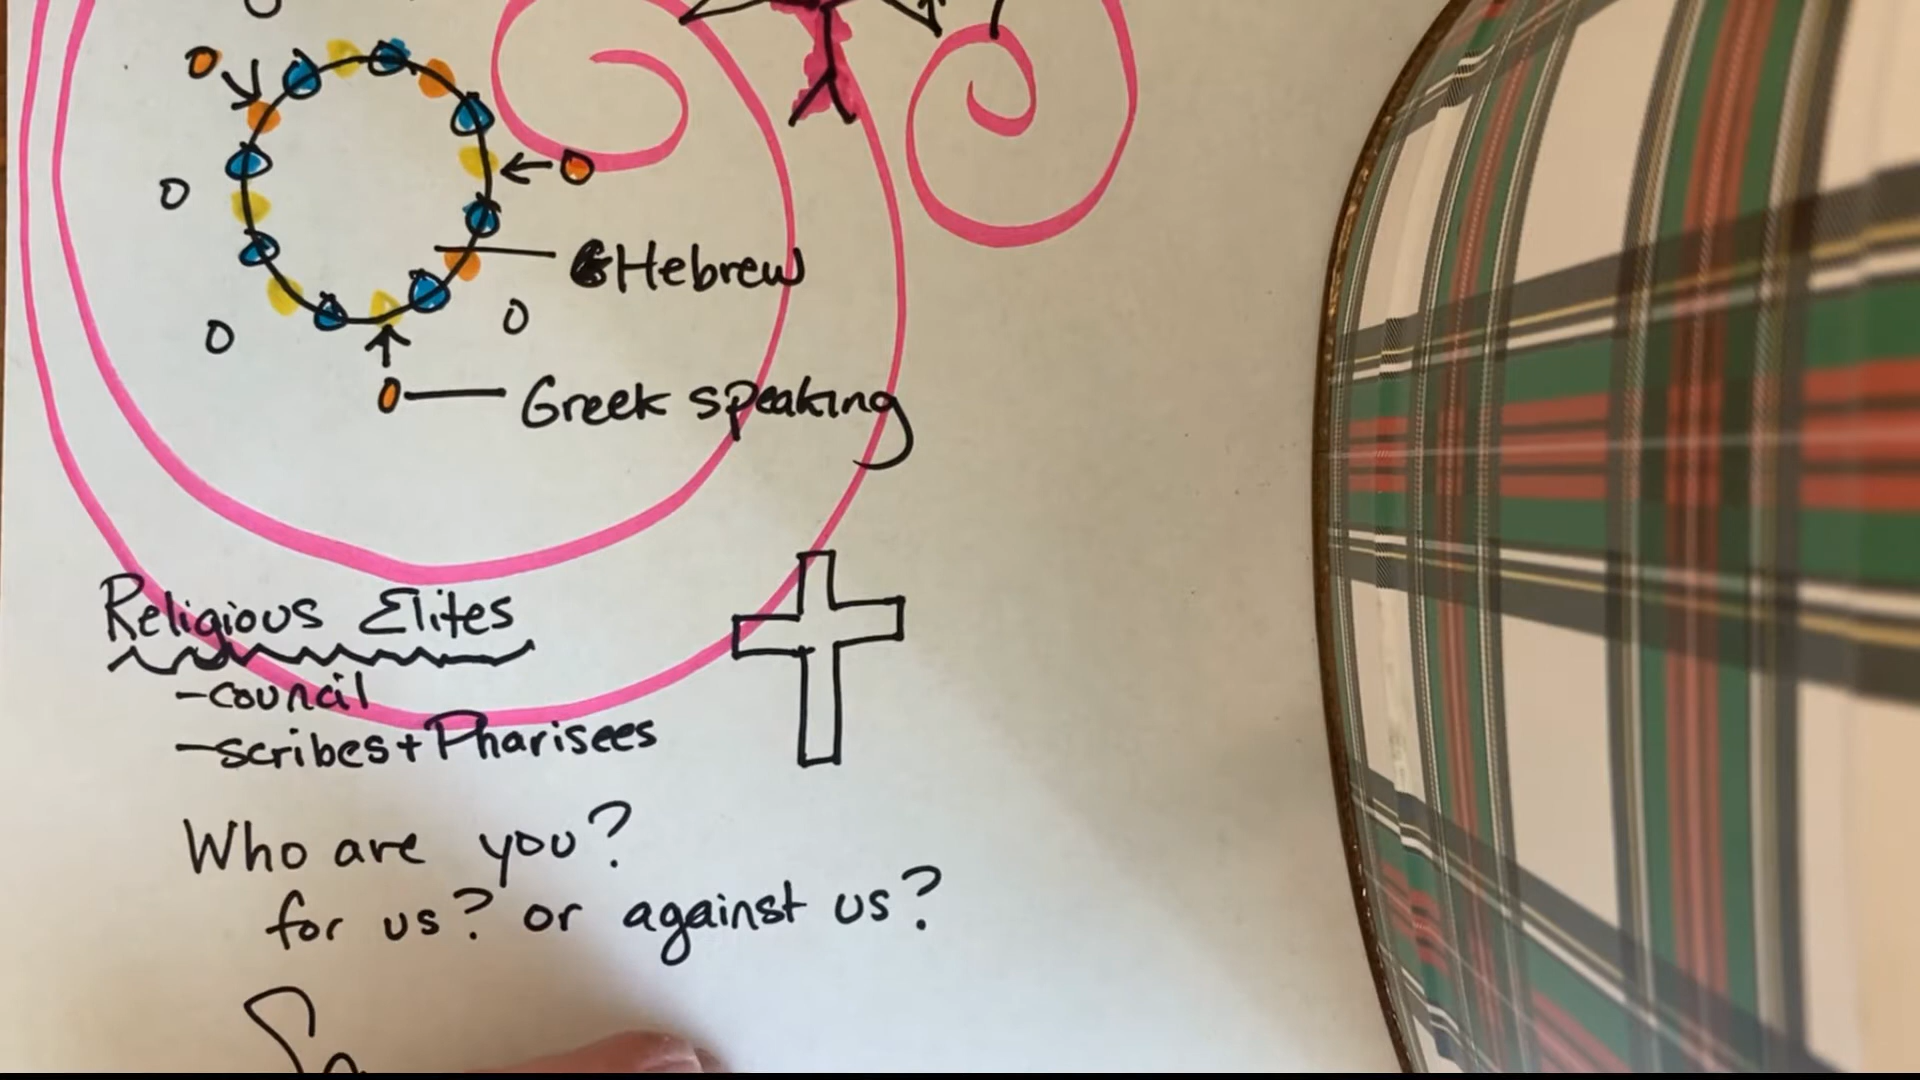 Hebrew
Greek speaking
Religious Elites
-council
-scribes + Pharisees
Who are you?
for us? or against us?